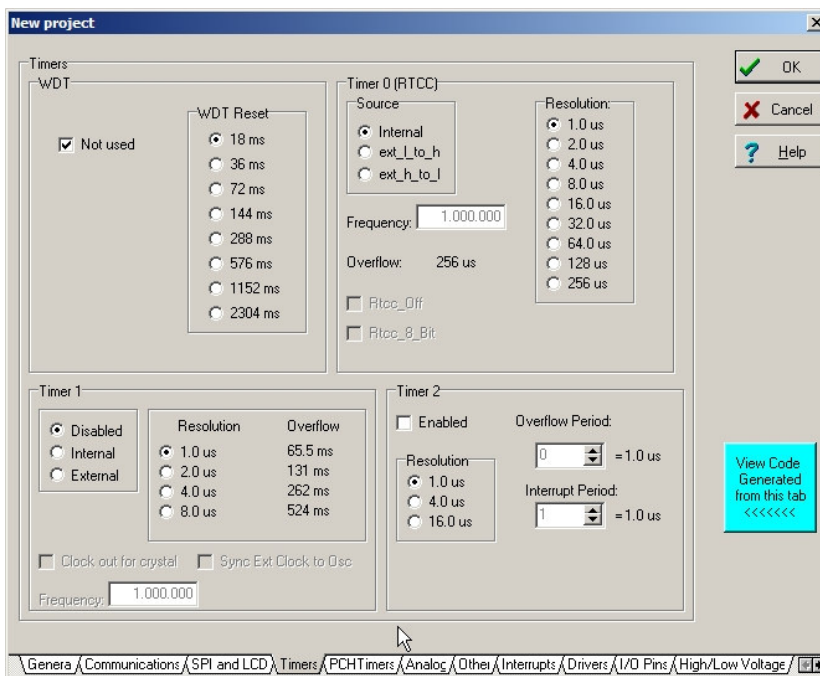 New project
Timers
WDT
Not used
WDT Reset
18 ms
36 ms
72 ms
144 ms
288 ms
576 ms
1152 ms
2304 ms
Timer 0 (RTCC)
Source
Internal
ext_l_to_h
ext_h_to_l
Frequency: 1.000.000
Overflow: 256 us
Rtcc_Off
Rtcc_8_Bit
Resolution:
1.0 us
2.0 us
4.0 us
8.0 us
16.0 us
32.0 us
64.0 us
128 us
256 us
OK
Cancel
Help
Timer 1
Disabled
Internal
External
Resolution Overflow
1.0 us 65.5 ms
2.0 us 131 ms
4.0 us 262 ms
8.0 us 524 ms
Clock out for crystal Sync Ext Clock to Osc
Frequency: 1.000.000
Timer 2
Enabled
Resolution
1.0 us
4.0 us
16.0 us
Overflow Period:
0 =1.0 us
Interrupt Period:
1 =1.0 us
View Code
Generated
from this tab
<<<<<<<
Genera Communications SPI and LCD Timers PCHTimers Analog Other Interrupts Drivers I/O Pins High/Low Voltage